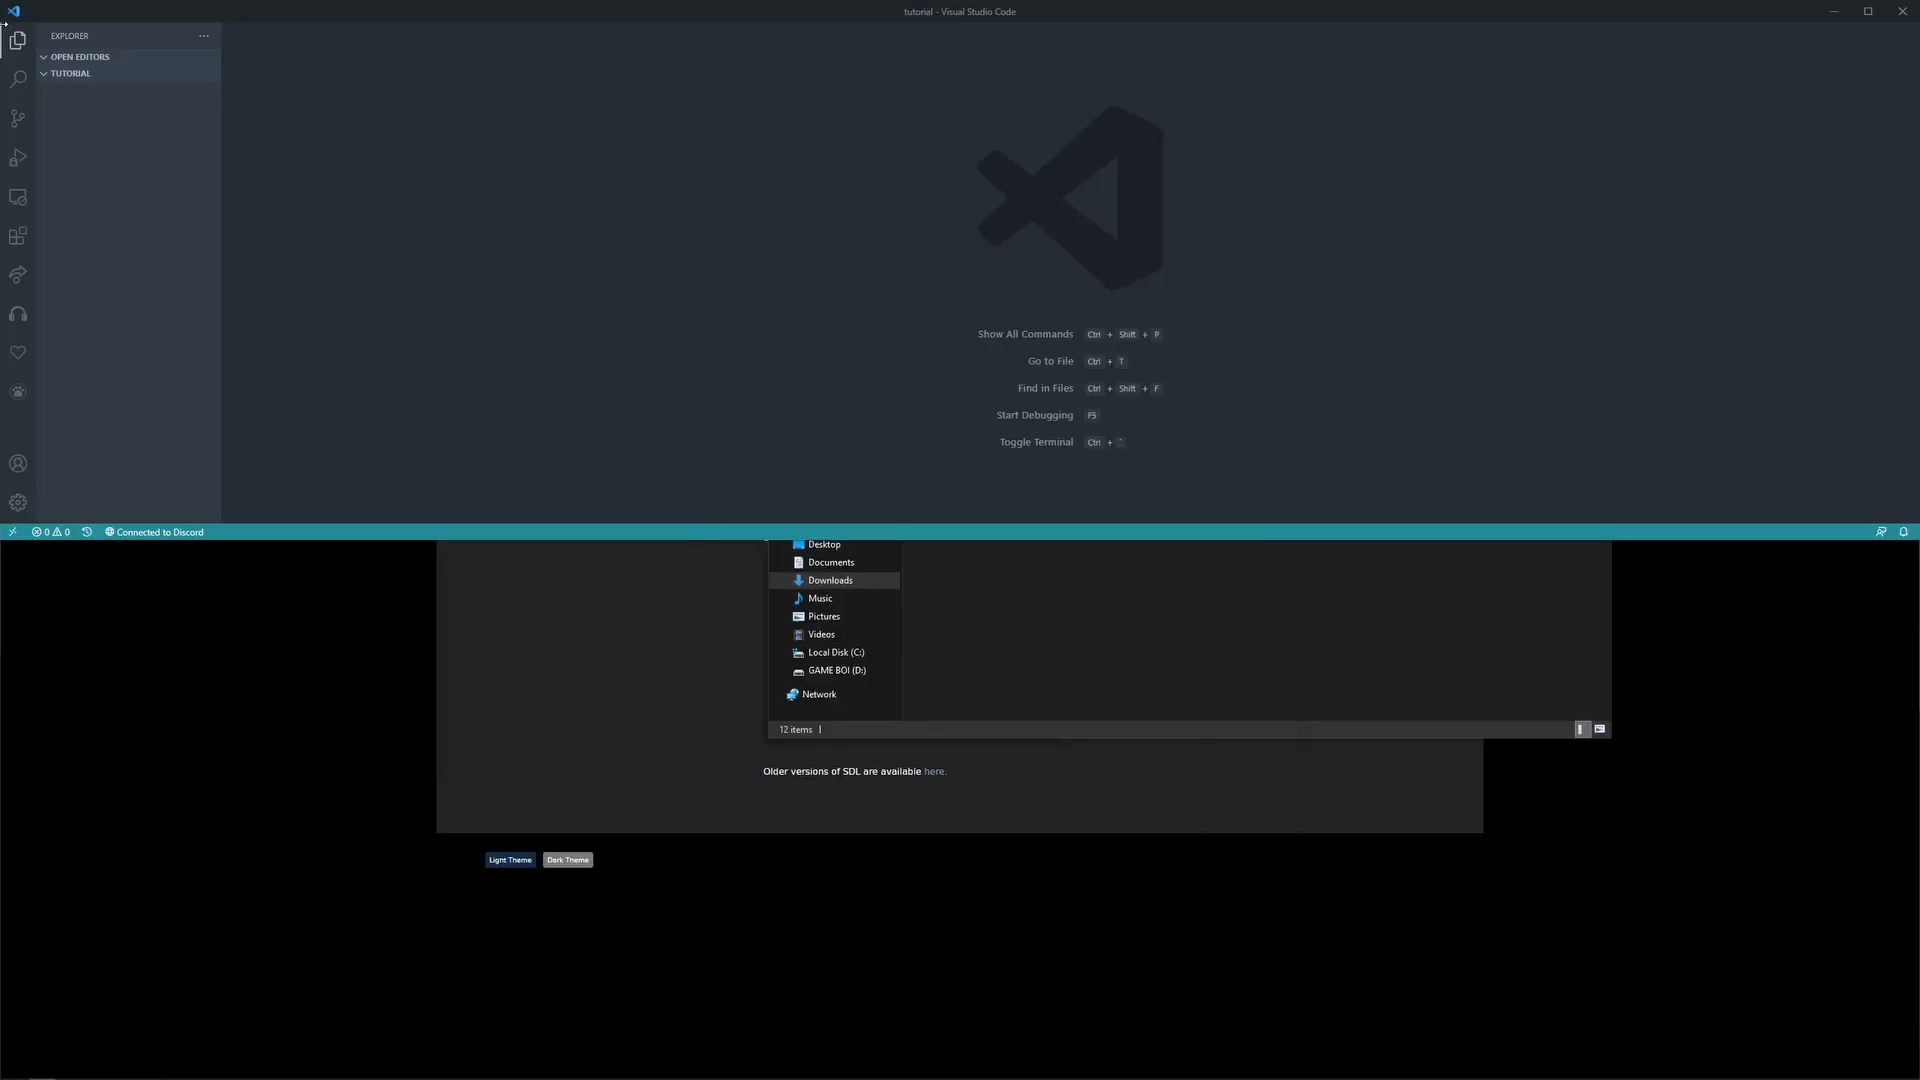 tutorial - Visual Studio Code
EXPLORER
OPEN EDITORS
TUTORIAL
Show All Commands Ctrl + Shift + P
Go to File Ctrl + T
Find in Files Ctrl + Shift + F
Start Debugging F5
Toggle Terminal Ctrl + `
0 0 Connected to Discord
Desktop
Documents
Downloads
Music
Pictures
Videos
Local Disk (C:)
GAME BOI (D:)
Network
12 items
Older versions of SDL are available here.
Light Theme Dark Theme